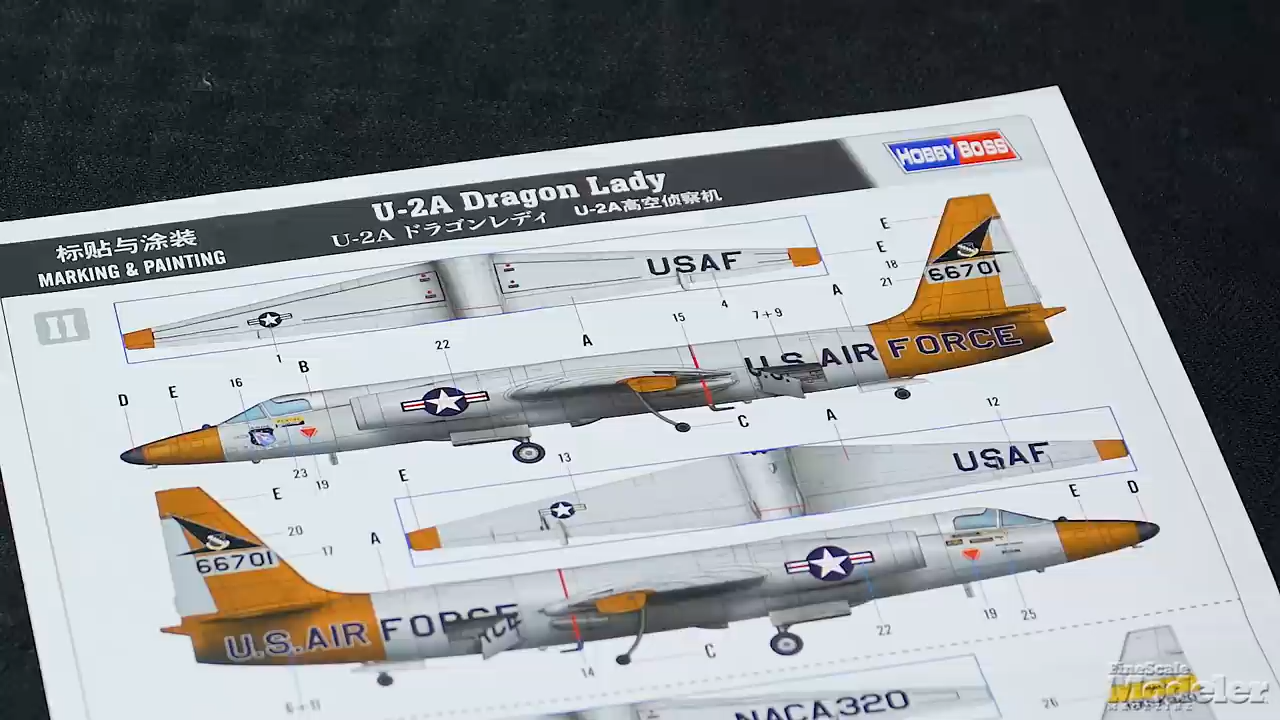 HOBBY BOSS
U-2A Dragon Lady
U-2A ドラゴンレディ U-2A高空侦察机
标贴与涂装
MARKING & PAINTING
II
USAF
E
E
18
21
66701
1
4
A
15
7+9
A
22
B
16
E
D
U.S. AIR FORCE
C
A
12
23
19
13
E
USAF
E
D
E
20
17
A
66701
U.S. AIR FORCE
14
C
22
19
25
NACA 320
26
FineScale
Modeler